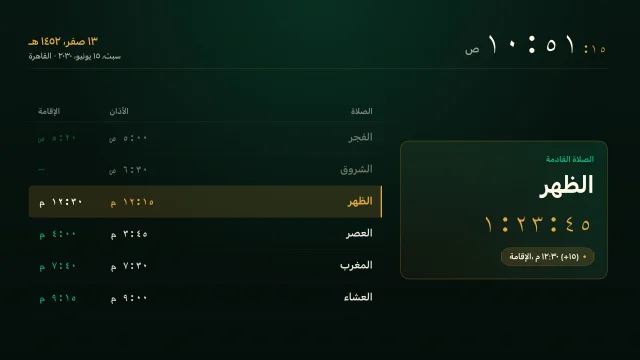 ١٠:٥١ :١٥ ص
١٣ صفر، ١٤٥٢ هـ
سبت، ١٥ يونيو، ٢٠٣٠ · القاهرة
الصلاة الأذان الإقامة
الفجر ٥:٠٠ ص ٥:٢٠ ص
الشروق ٦:٣٠ ص —
الظهر ١٢:١٥ م ١٢:٣٠ م
العصر ٣:٤٥ م ٤:٠٠ م
المغرب ٧:٣٠ م ٧:٤٠ م
العشاء ٩:٠٠ م ٩:١٥ م
الصلاة القادمة
الظهر
١:٢٣:٤٥
الإقامة، ١٢:٣٠ م (+١٥)